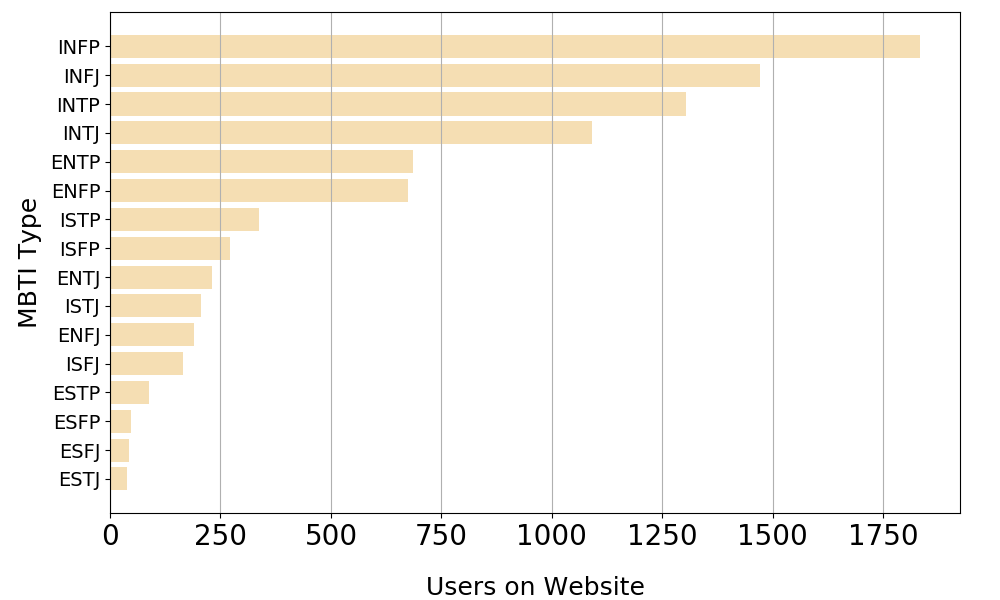 INFP
INFJ
INTP
INTJ
ENTP
ENFP
ISTP
ISFP
ENTJ
ISTJ
ENFJ
ISFJ
ESTP
ESFP
ESFJ
ESTJ
MBTI Type
0 250 500 750 1000 1250 1500 1750
Users on Website